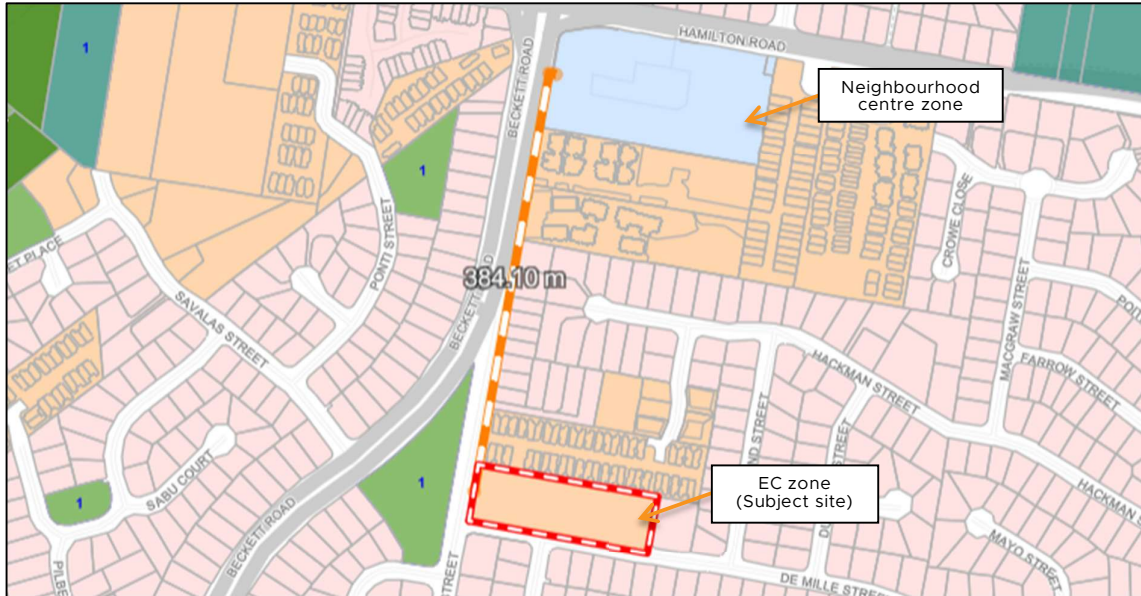 HAMILTON ROAD
1
BECKETT ROAD
Neighbourhood
centre zone
1
PONTI STREET
CROWE CLOSE
384.10 m
SAVALAS STREET
BECKETT ROAD
MACGRAW STREET
HACKMAN STREET
FARROW STREET
EC zone
(Subject site)
1
1
SABU COURT
HACKMAN
MAYO STREET
BECKETT ROAD
DE MILLE STREET
STREET